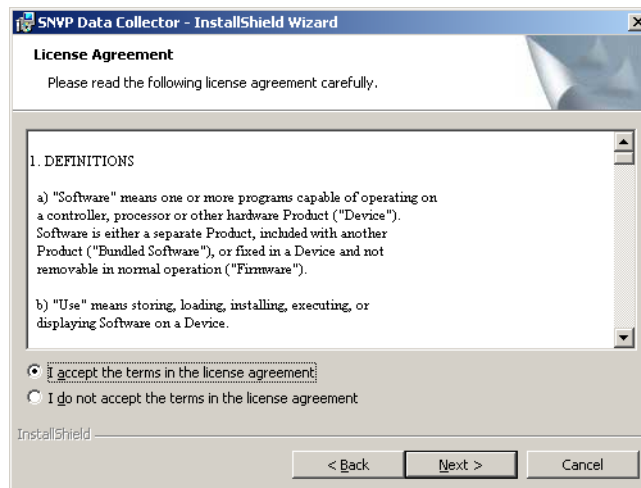 SNVP Data Collector - InstallShield Wizard
License Agreement
Please read the following license agreement carefully.
1. DEFINITIONS
a) "Software" means one or more programs capable of operating on
a controller, processor or other hardware Product ("Device").
Software is either a separate Product, included with another
Product ("Bundled Software"), or fixed in a Device and not
removable in normal operation ("Firmware").
b) "Use" means storing, loading, installing, executing, or
displaying Software on a Device.
I accept the terms in the license agreement
I do not accept the terms in the license agreement
InstallShield
< Back
Next >
Cancel